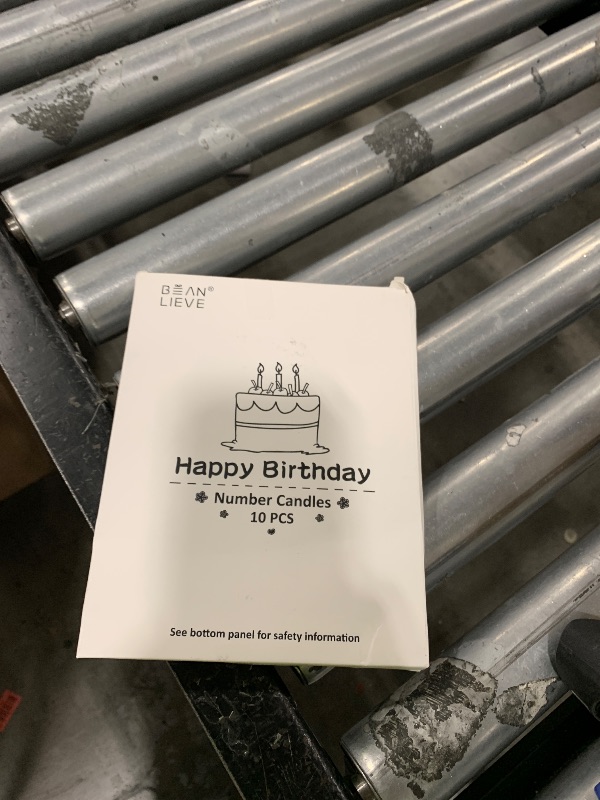 BEAN®
LIEVE
Happy Birthday
Number Candles
10 PCS
See bottom panel for safety information